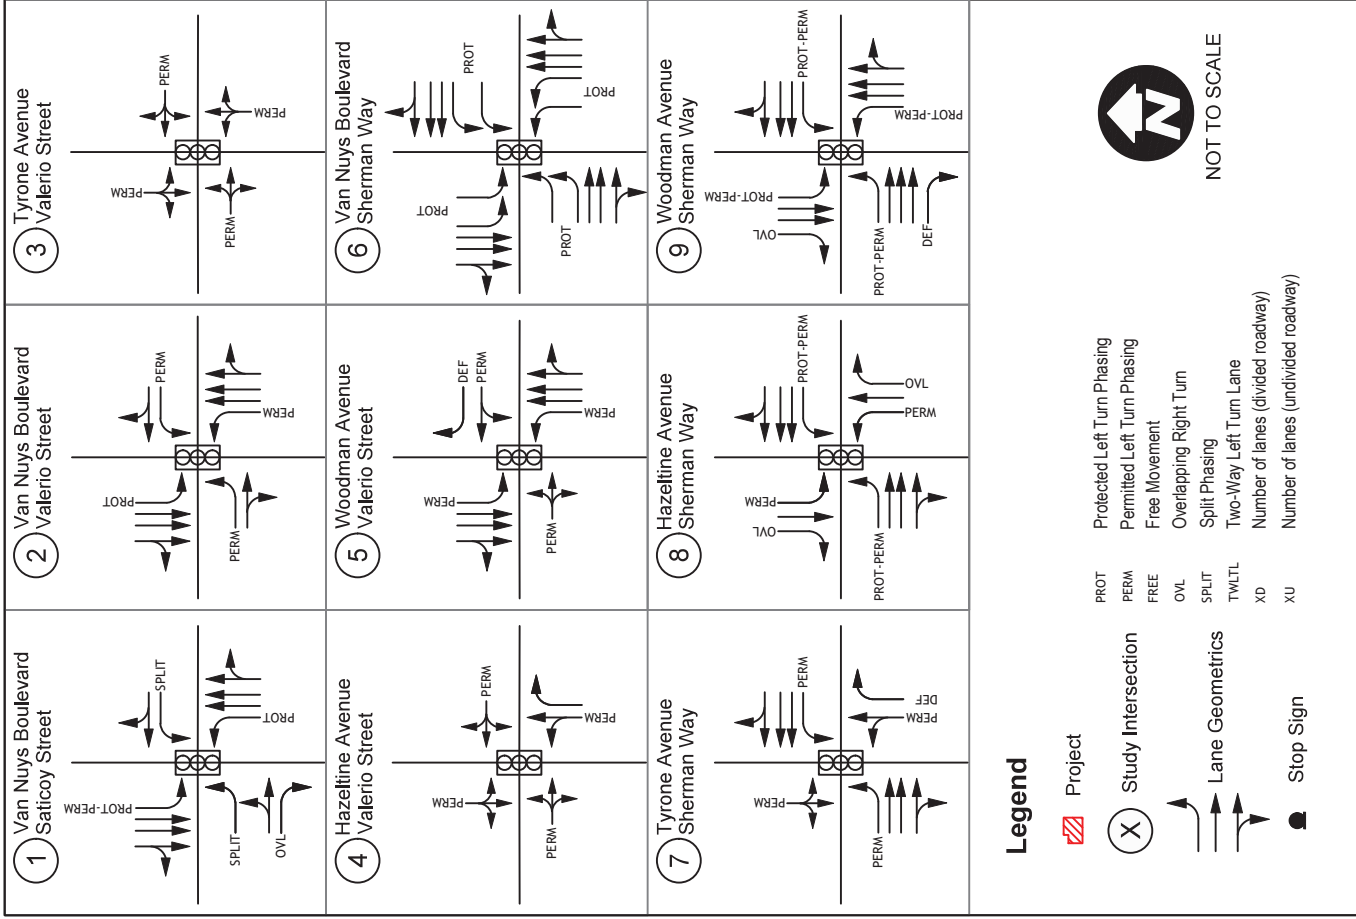 1
Van Nuys Boulevard
Saticoy Street
PROT-PERM
SPLIT
SPLIT
OVL
PROT
2
Van Nuys Boulevard
Valerio Street
PROT
PERM
PERM
PERM
3
Tyrone Avenue
Valerio Street
PERM
PERM
PERM
PERM
4
Hazeltine Avenue
Valerio Street
PERM
PERM
PERM
PERM
5
Woodman Avenue
Valerio Street
PERM
DEF
PERM
PERM
PERM
6
Van Nuys Boulevard
Sherman Way
PROT
PROT
PROT
PROT
7
Tyrone Avenue
Sherman Way
PERM
PERM
PERM
PERM
DEF
8
Hazeltine Avenue
Sherman Way
OVL
PERM
PROT-PERM
PROT-PERM
PERM
OVL
9
Woodman Avenue
Sherman Way
OVL
PROT-PERM
PROT-PERM
PROT-PERM
DEF
PROT-PERM
Legend
Project
X Study Intersection
Lane Geometrics
Stop Sign
PROT Protected Left Turn Phasing
PERM Permitted Left Turn Phasing
FREE Free Movement
OVL Overlapping Right Turn
SPLIT Split Phasing
TWLTL Two-Way Left Turn Lane
XD Number of lanes (divided roadway)
XU Number of lanes (undivided roadway)
N
NOT TO SCALE